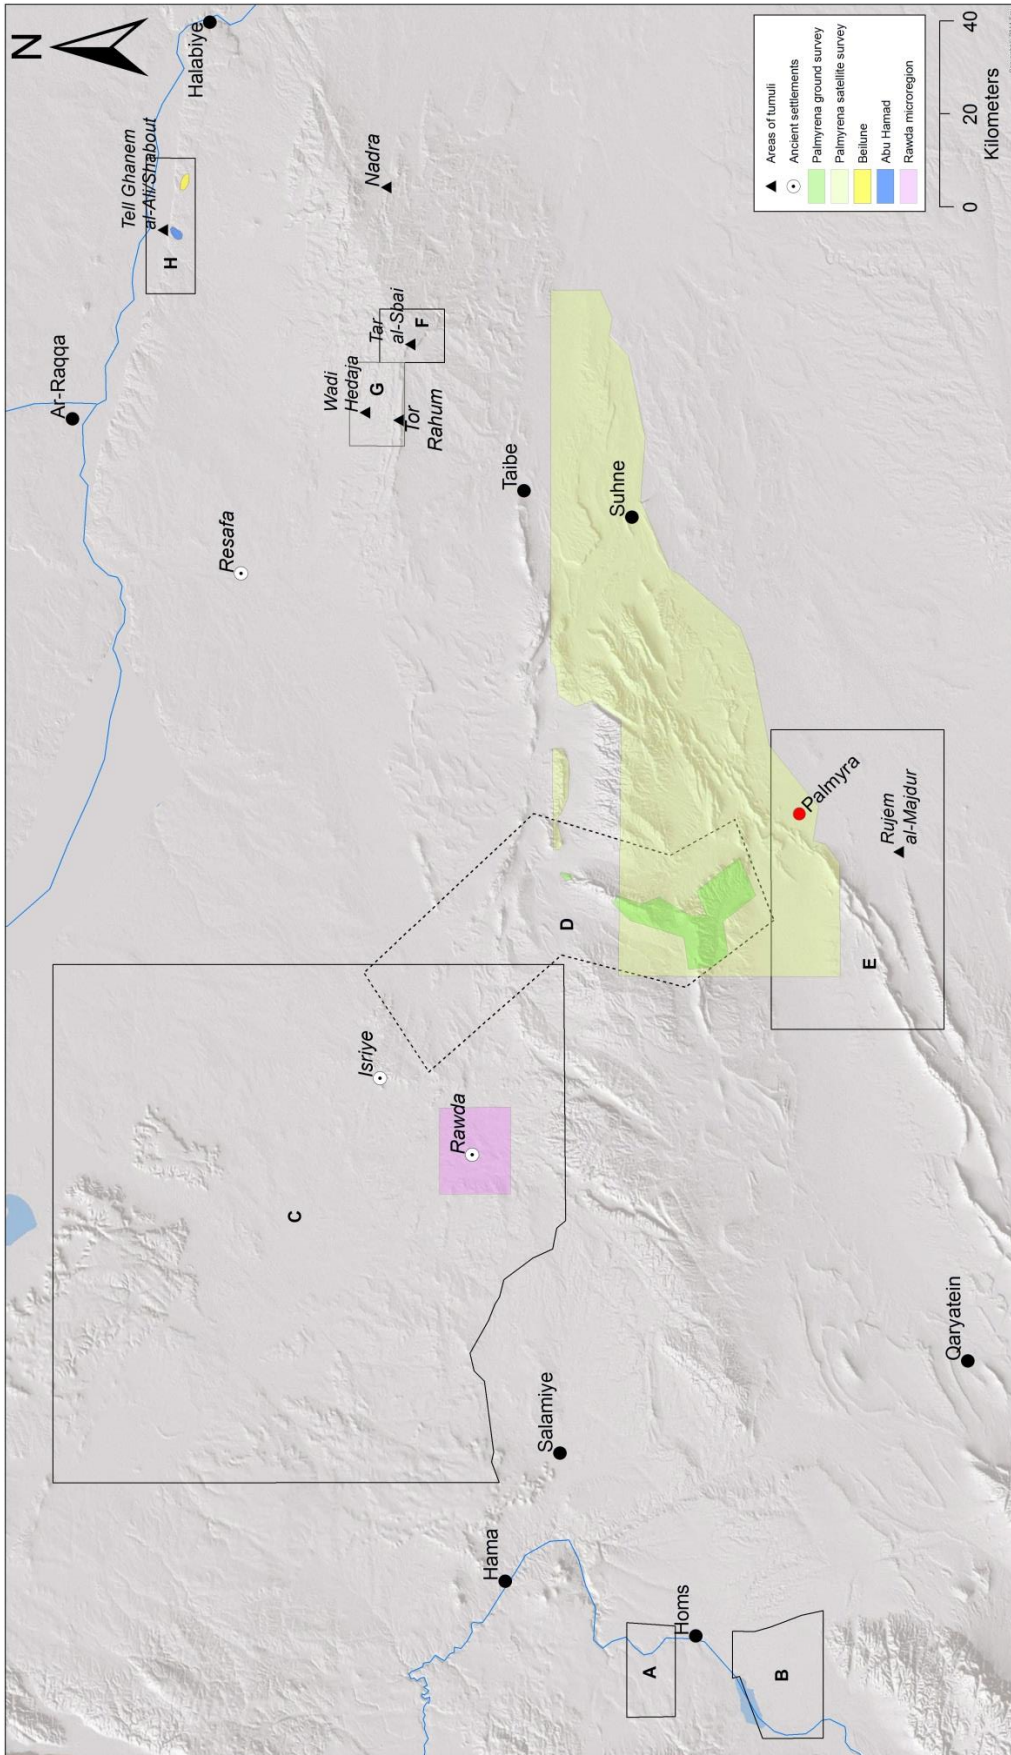 N
Halabiye
Tell Ghanem
al-Ali/Shabout
H
Ar-Raqqa
Nadra
Tar
al-Sbai
F
Wadi
Hedaja
G
Tor
Rahum
Resafa
Taibe
Suhne
Isriye
Rawda
C
D
Palmyra
Rujem
al-Majdur
E
Salamiye
Hama
Homs
A
B
Qaryatein
Areas of tumuli
Ancient settlements
Palmyrena ground survey
Palmyrena satellite survey
Beilune
Abu Hamad
Rawda microregion
0 20 40
Kilometers